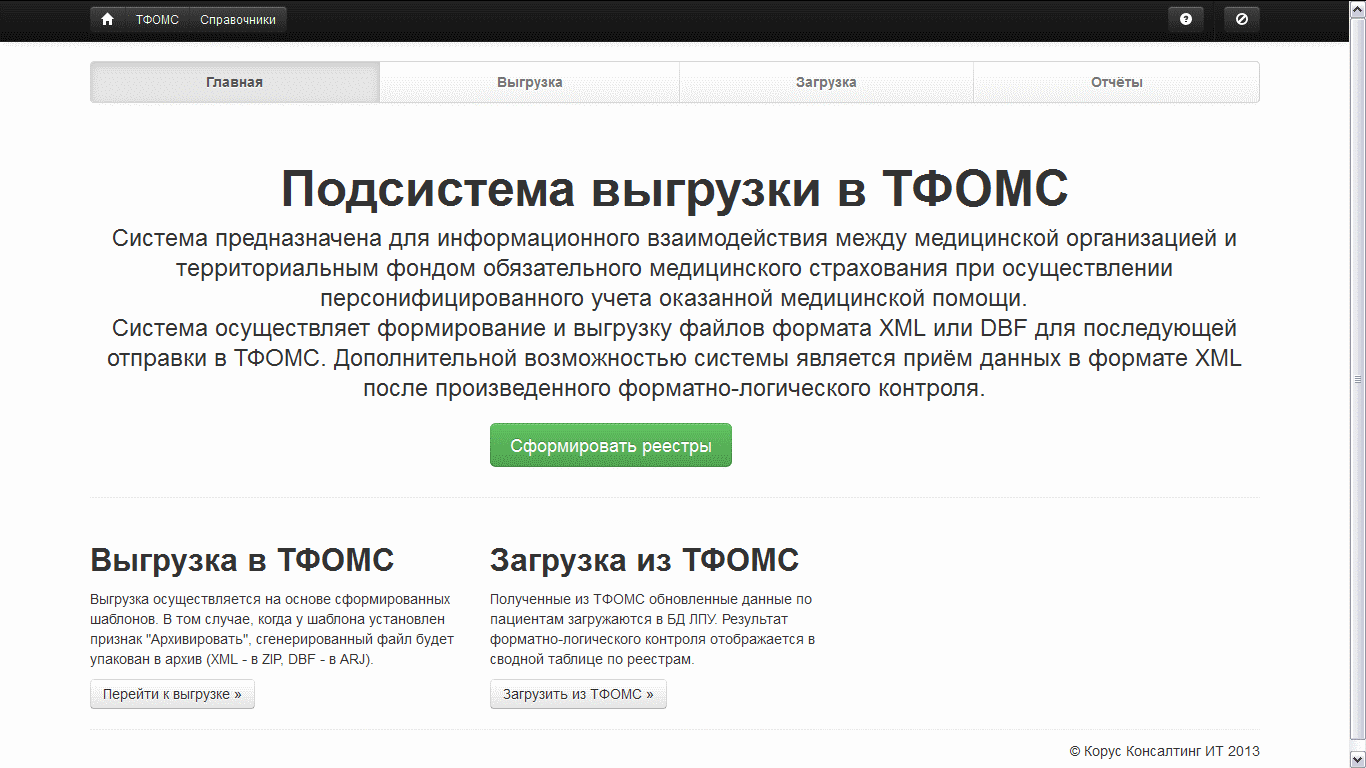 ТФОМС Справочники
Главная Выгрузка Загрузка Отчёты
Подсистема выгрузки в ТФОМС
Система предназначена для информационного взаимодействия между медицинской организацией и
территориальным фондом обязательного медицинского страхования при осуществлении
персонифицированного учета оказанной медицинской помощи.
Система осуществляет формирование и выгрузку файлов формата XML или DBF для последующей
отправки в ТФОМС. Дополнительной возможностью системы является приём данных в формате XML
после произведенного форматно-логического контроля.
Сформировать реестры
Выгрузка в ТФОМС
Выгрузка осуществляется на основе сформированных
шаблонов. В том случае, когда у шаблона установлен
признак "Архивировать", сгенерированный файл будет
упакован в архив (XML - в ZIP, DBF - в ARJ).
Перейти к выгрузке »
Загрузка из ТФОМС
Полученные из ТФОМС обновленные данные по
пациентам загружаются в БД ЛПУ. Результат
форматно-логического контроля отображается в
сводной таблице по реестрам.
Загрузить из ТФОМС »
© Корус Консалтинг ИТ 2013